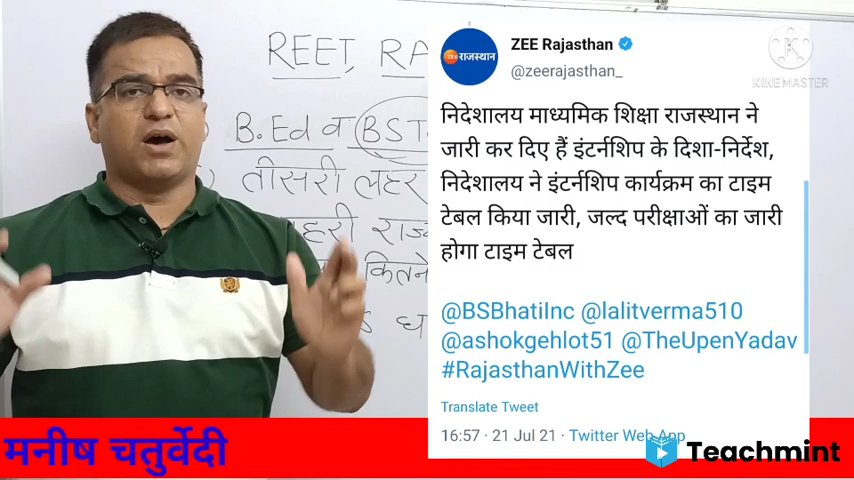 REET, RA
B.Ed व BST
तीसरी लहर
हरी राज
कितने
ZEE Rajasthan
@zeerajasthan_
राजस्थान
निदेशालय माध्यमिक शिक्षा राजस्थान ने
जारी कर दिए हैं इंटर्नशिप के दिशा-निर्देश,
निदेशालय ने इंटर्नशिप कार्यक्रम का टाइम
टेबल किया जारी, जल्द परीक्षाओं का जारी
होगा टाइम टेबल
@BSBhatiInc @lalitverma510
@ashokgehlot51 @TheUpenYadav
#RajasthanWithZee
Translate Tweet
16:57 · 21 Jul 21 · Twitter Web App
KINEMASTER
मनीष चतुर्वेदी
Teachmint